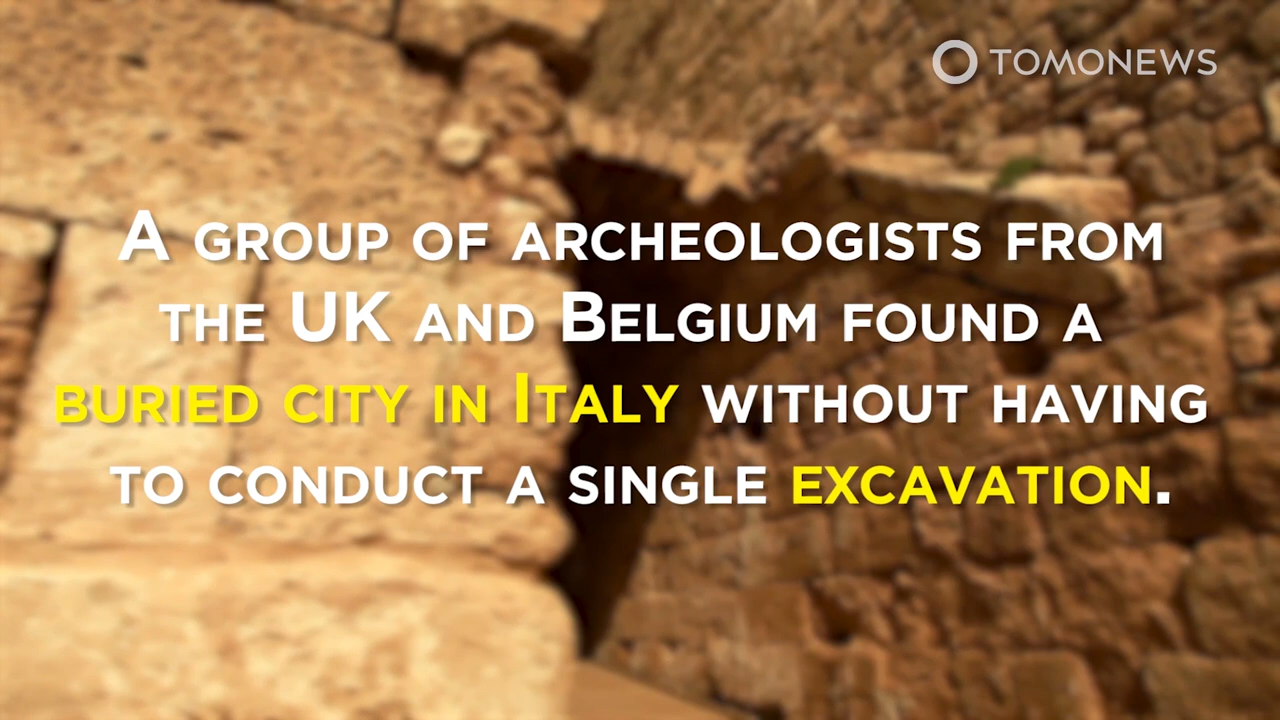 TOMONEWS
A GROUP OF ARCHEOLOGISTS FROM
THE UK AND BELGIUM FOUND A
BURIED CITY IN ITALY WITHOUT HAVING
TO CONDUCT A SINGLE EXCAVATION.